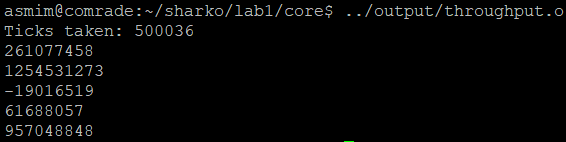 asmim@comrade:~/sharko/lab1/core$ ../output/throughput.o
Ticks taken: 500036
261077458
1254531273
-19016519
61688057
957048848